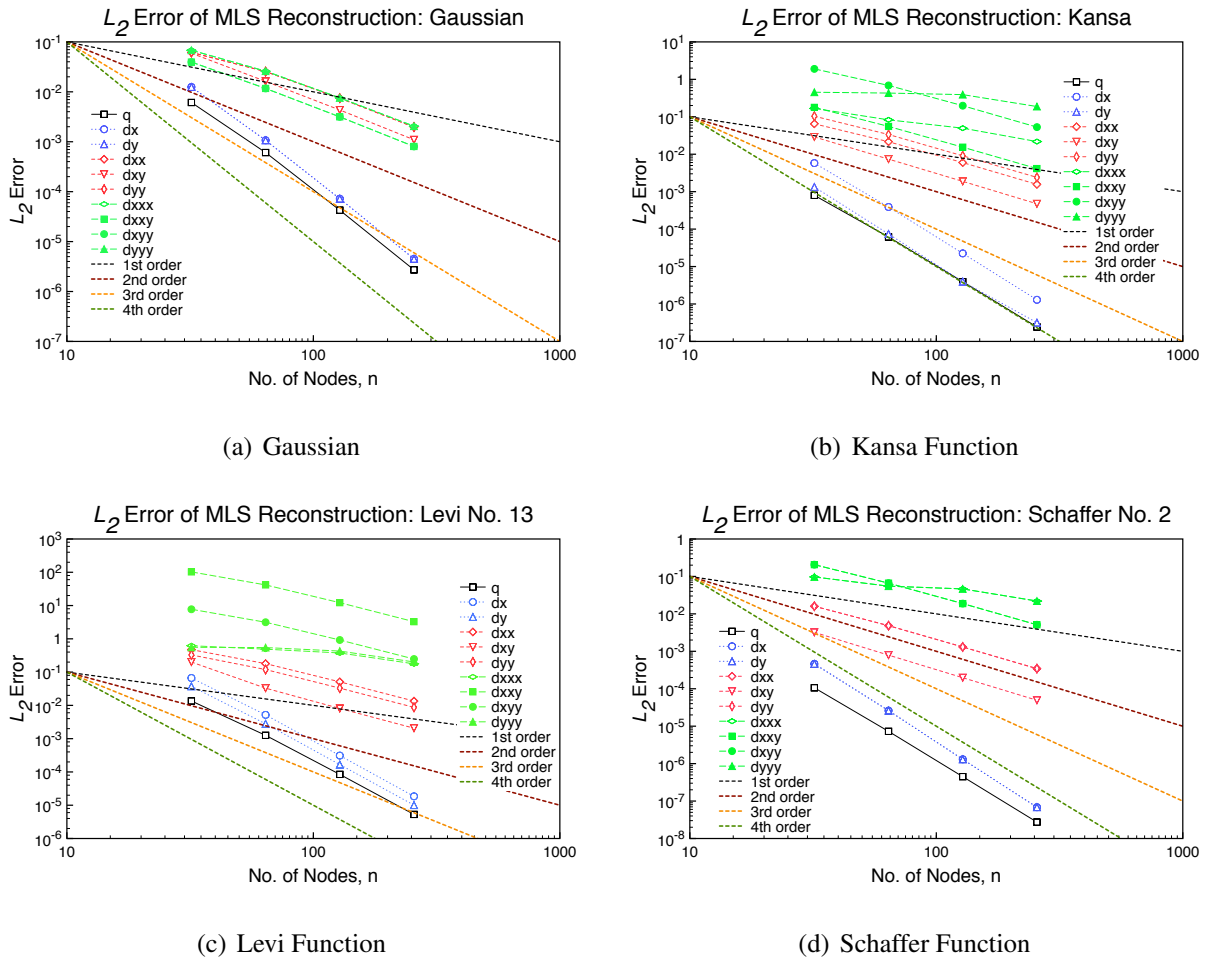 L2 Error of MLS Reconstruction: Gaussian
10-1
10-2
10-3
10-4
10-5
10-6
10-7
L2 Error
q
dx
dy
dxx
dxy
dyy
dxxx
dxxy
dxyy
dyyy
1st order
2nd order
3rd order
4th order
10
100
1000
No. of Nodes, n
(a) Gaussian
L2 Error of MLS Reconstruction: Kansa
101
1
10-1
10-2
10-3
10-4
10-5
10-6
10-7
L2 Error
q
dx
dy
dxx
dxy
dyy
dxxx
dxxy
dxyy
dyyy
1st order
2nd order
3rd order
4th order
10
100
1000
No. of Nodes, n
(b) Kansa Function
L2 Error of MLS Reconstruction: Levi No. 13
103
102
101
1
10-1
10-2
10-3
10-4
10-5
10-6
L2 Error
q
dx
dy
dxx
dxy
dyy
dxxx
dxxy
dxyy
dyyy
1st order
2nd order
3rd order
4th order
10
100
1000
No. of Nodes, n
(c) Levi Function
L2 Error of MLS Reconstruction: Schaffer No. 2
1
10-1
10-2
10-3
10-4
10-5
10-6
10-7
10-8
L2 Error
q
dx
dy
dxx
dxy
dyy
dxxx
dxxy
dxyy
dyyy
1st order
2nd order
3rd order
4th order
10
100
1000
No. of Nodes, n
(d) Schaffer Function